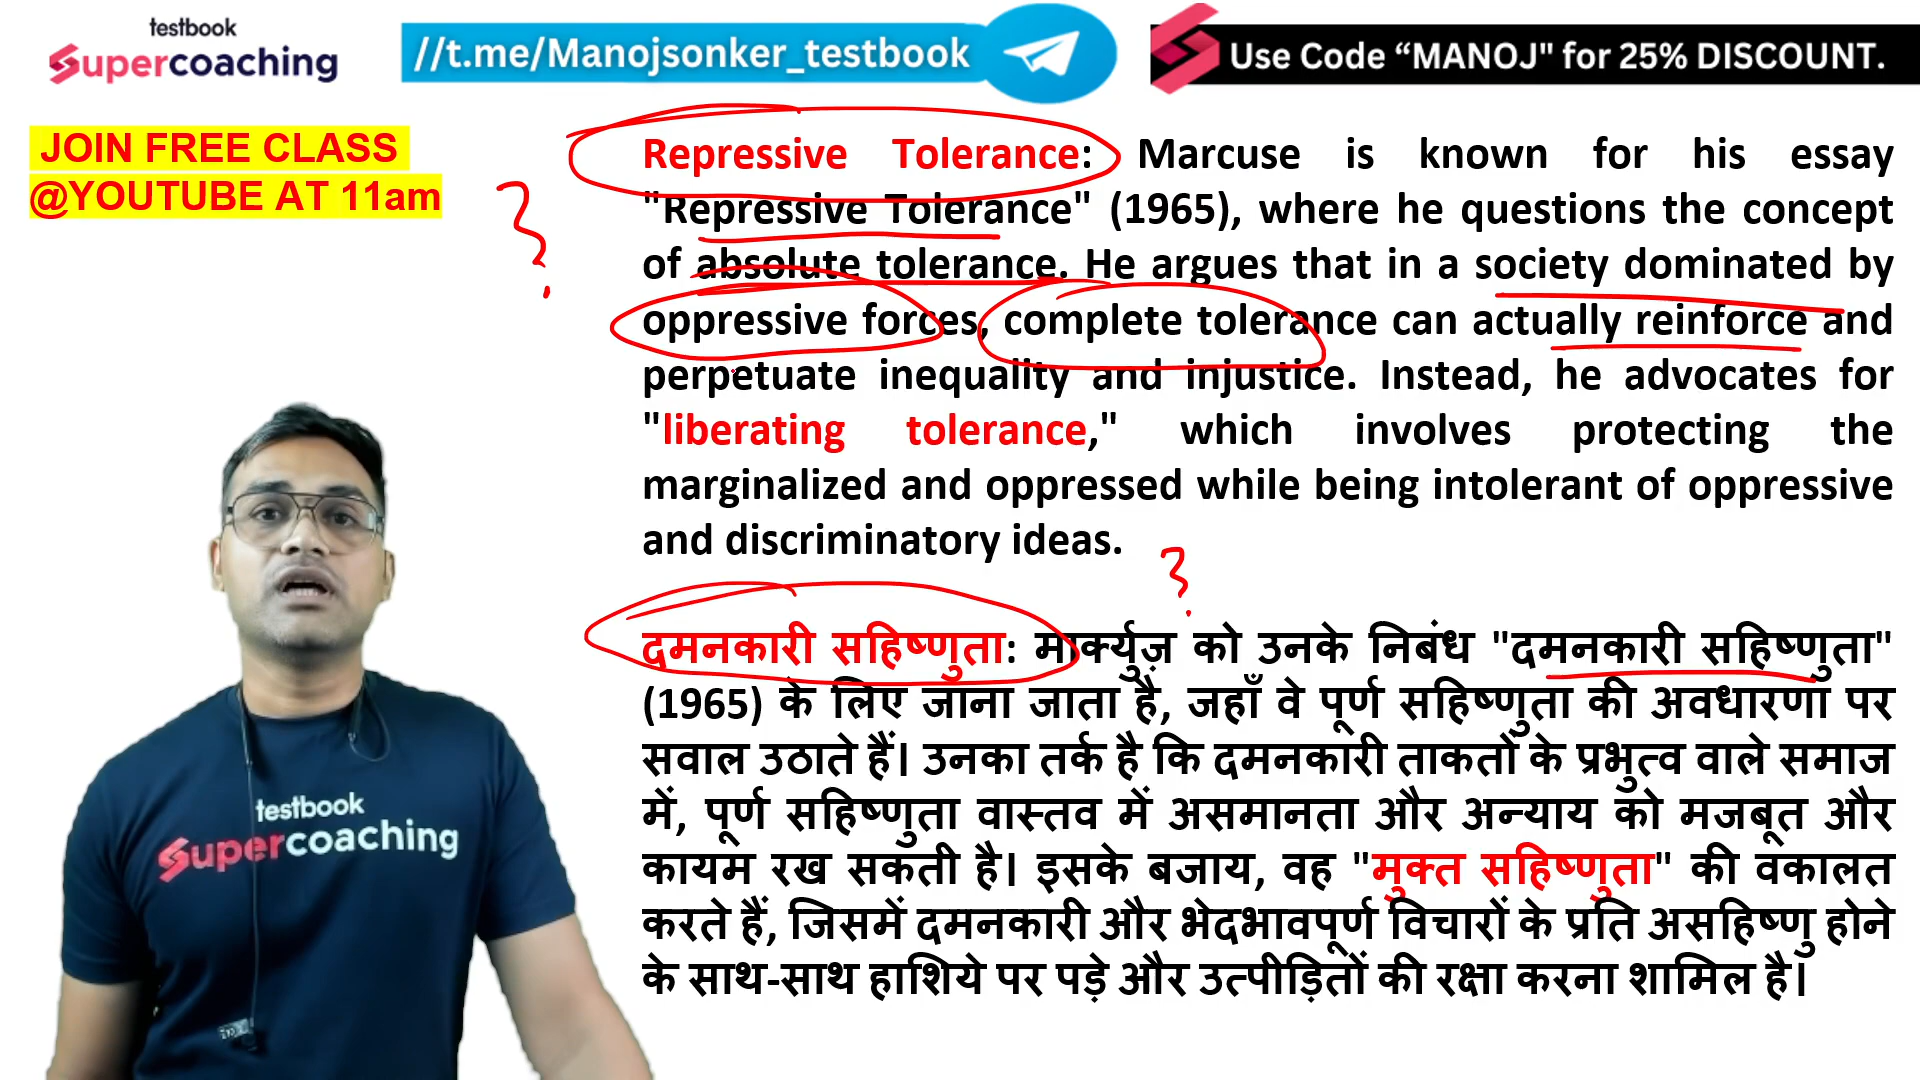 testbook
Supercoaching
//t.me/Manojsonker_testbook
Use Code “MANOJ" for 25% DISCOUNT.
JOIN FREE CLASS
@YOUTUBE AT 11am
Repressive Tolerance: Marcuse is known for his essay
"Repressive Tolerance" (1965), where he questions the concept
of absolute tolerance. He argues that in a society dominated by
oppressive forces, complete tolerance can actually reinforce and
perpetuate inequality and injustice. Instead, he advocates for
"liberating tolerance," which involves protecting the
marginalized and oppressed while being intolerant of oppressive
and discriminatory ideas.
दमनकारी सहिष्णुता: मार्क्युज़ को उनके निबंध "दमनकारी सहिष्णुता"
(1965) के लिए जाना जाता है, जहाँ वे पूर्ण सहिष्णुता की अवधारणा पर
सवाल उठाते हैं। उनका तर्क है कि दमनकारी ताकतों के प्रभुत्व वाले समाज
में, पूर्ण सहिष्णुता वास्तव में असमानता और अन्याय को मजबूत और
कायम रख सकती है। इसके बजाय, वह "मुक्त सहिष्णुता" की वकालत
करते हैं, जिसमें दमनकारी और भेदभावपूर्ण विचारों के प्रति असहिष्णु होने
के साथ-साथ हाशिये पर पड़े और उत्पीड़ितों की रक्षा करना शामिल है।
testbook
Supercoaching